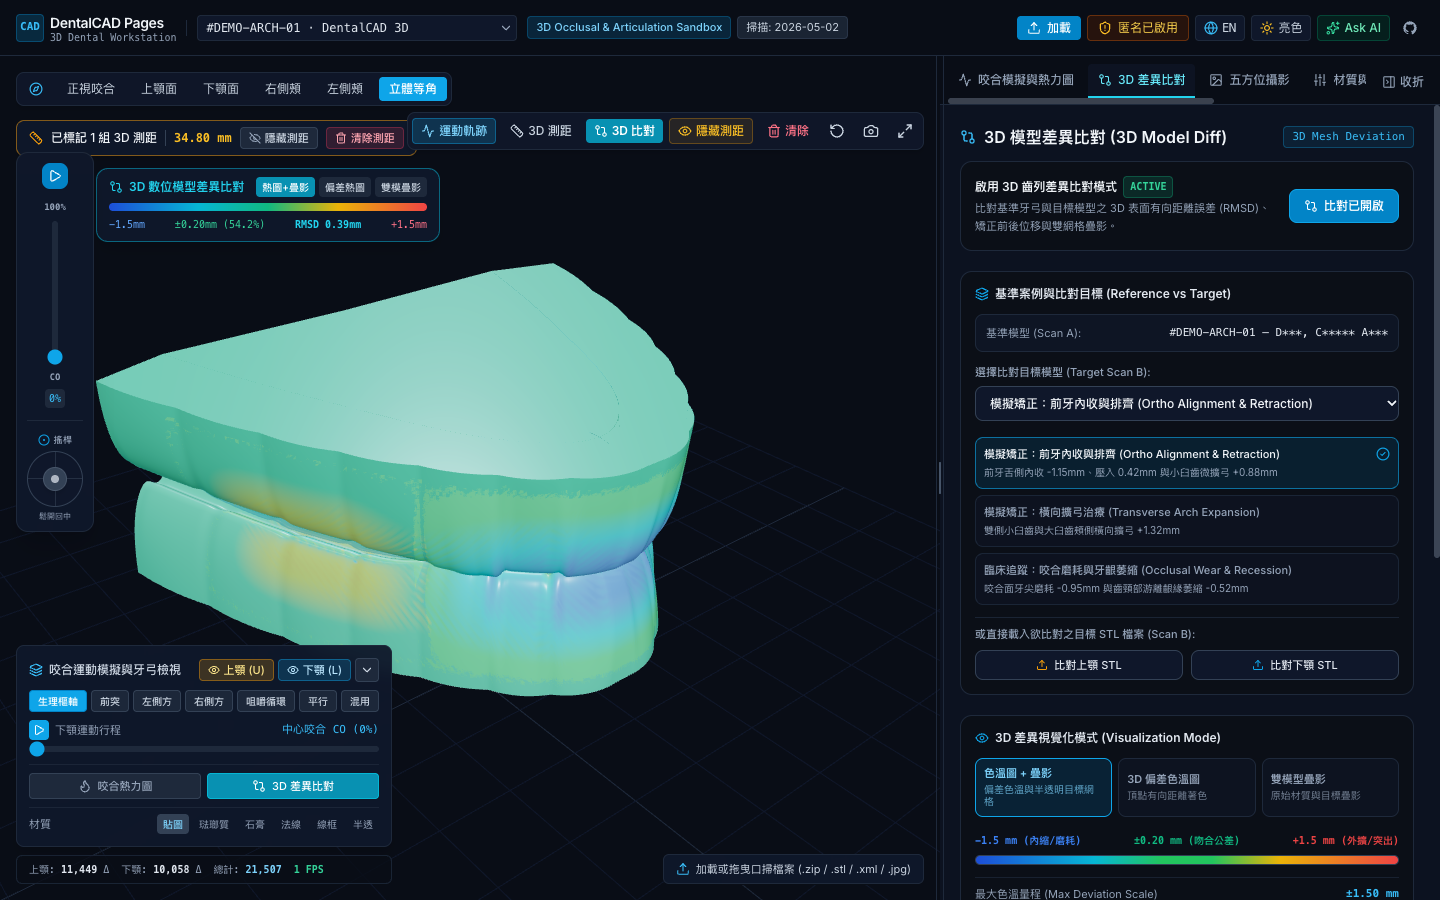 CAD
DentalCAD Pages
3D Dental Workstation
#DEMO-ARCH-01 · DentalCAD 3D
3D Occlusal & Articulation Sandbox
掃描: 2026-05-02
加載
匿名已啟用
EN
亮色
Ask AI
正視咬合
上顎面
下顎面
右側頰
左側頰
立體等角
已標記 1 組 3D 測距
34.80 mm
隱藏測距
清除測距
運動軌跡
3D 測距
3D 比對
隱藏測距
清除
100%
CO
0%
搖桿
鬆開回中
3D 數位模型差異比對
熱圖+疊影
偏差熱圖
雙模疊影
−1.5mm
±0.20mm (54.2%)
RMSD 0.39mm
+1.5mm
咬合運動模擬與牙弓檢視
上顎 (U)
下顎 (L)
生理樞軸
前突
左側方
右側方
咀嚼循環
平行
混用
下顎運動行程
中心咬合 CO (0%)
咬合熱力圖
3D 差異比對
材質
貼圖
琺瑯質
石膏
法線
線框
半透
上顎: 11,449 Δ 下顎: 10,058 Δ 總計: 21,507 1 FPS
加載或拖曳口掃檔案 (.zip / .stl / .xml / .jpg)
咬合模擬與熱力圖
3D 差異比對
五方位攝影
材質
收折
3D 模型差異比對 (3D Model Diff)
3D Mesh Deviation
啟用 3D 齒列差異比對模式
ACTIVE
比對基準牙弓與目標模型之 3D 表面有向距離誤差 (RMSD)、
矯正前後位移與雙網格疊影。
比對已開啟
基準案例與比對目標 (Reference vs Target)
基準模型 (Scan A):
#DEMO-ARCH-01 — D***, C***** A***
選擇比對目標模型 (Target Scan B):
模擬矯正：前牙內收與排齊 (Ortho Alignment & Retraction)
模擬矯正：前牙內收與排齊 (Ortho Alignment & Retraction)
前牙舌側內收 -1.15mm、壓入 0.42mm 與小臼齒微擴弓 +0.88mm
模擬矯正：橫向擴弓治療 (Transverse Arch Expansion)
雙側小臼齒與大臼齒頰側橫向擴弓 +1.32mm
臨床追蹤：咬合磨耗與牙齦萎縮 (Occlusal Wear & Recession)
咬合面牙尖磨耗 -0.95mm 與齒頸部游離齦緣萎縮 -0.52mm
或直接載入欲比對之目標 STL 檔案 (Scan B):
比對上顎 STL
比對下顎 STL
3D 差異視覺化模式 (Visualization Mode)
色溫圖 + 疊影
偏差色溫與半透明目標網格
3D 偏差色溫圖
頂點有向距離著色
雙模型疊影
原始材質與目標疊影
−1.5 mm (內縮/磨耗)
±0.20 mm (吻合公差)
+1.5 mm (外擴/突出)
最大色溫量程 (Max Deviation Scale)
±1.50 mm